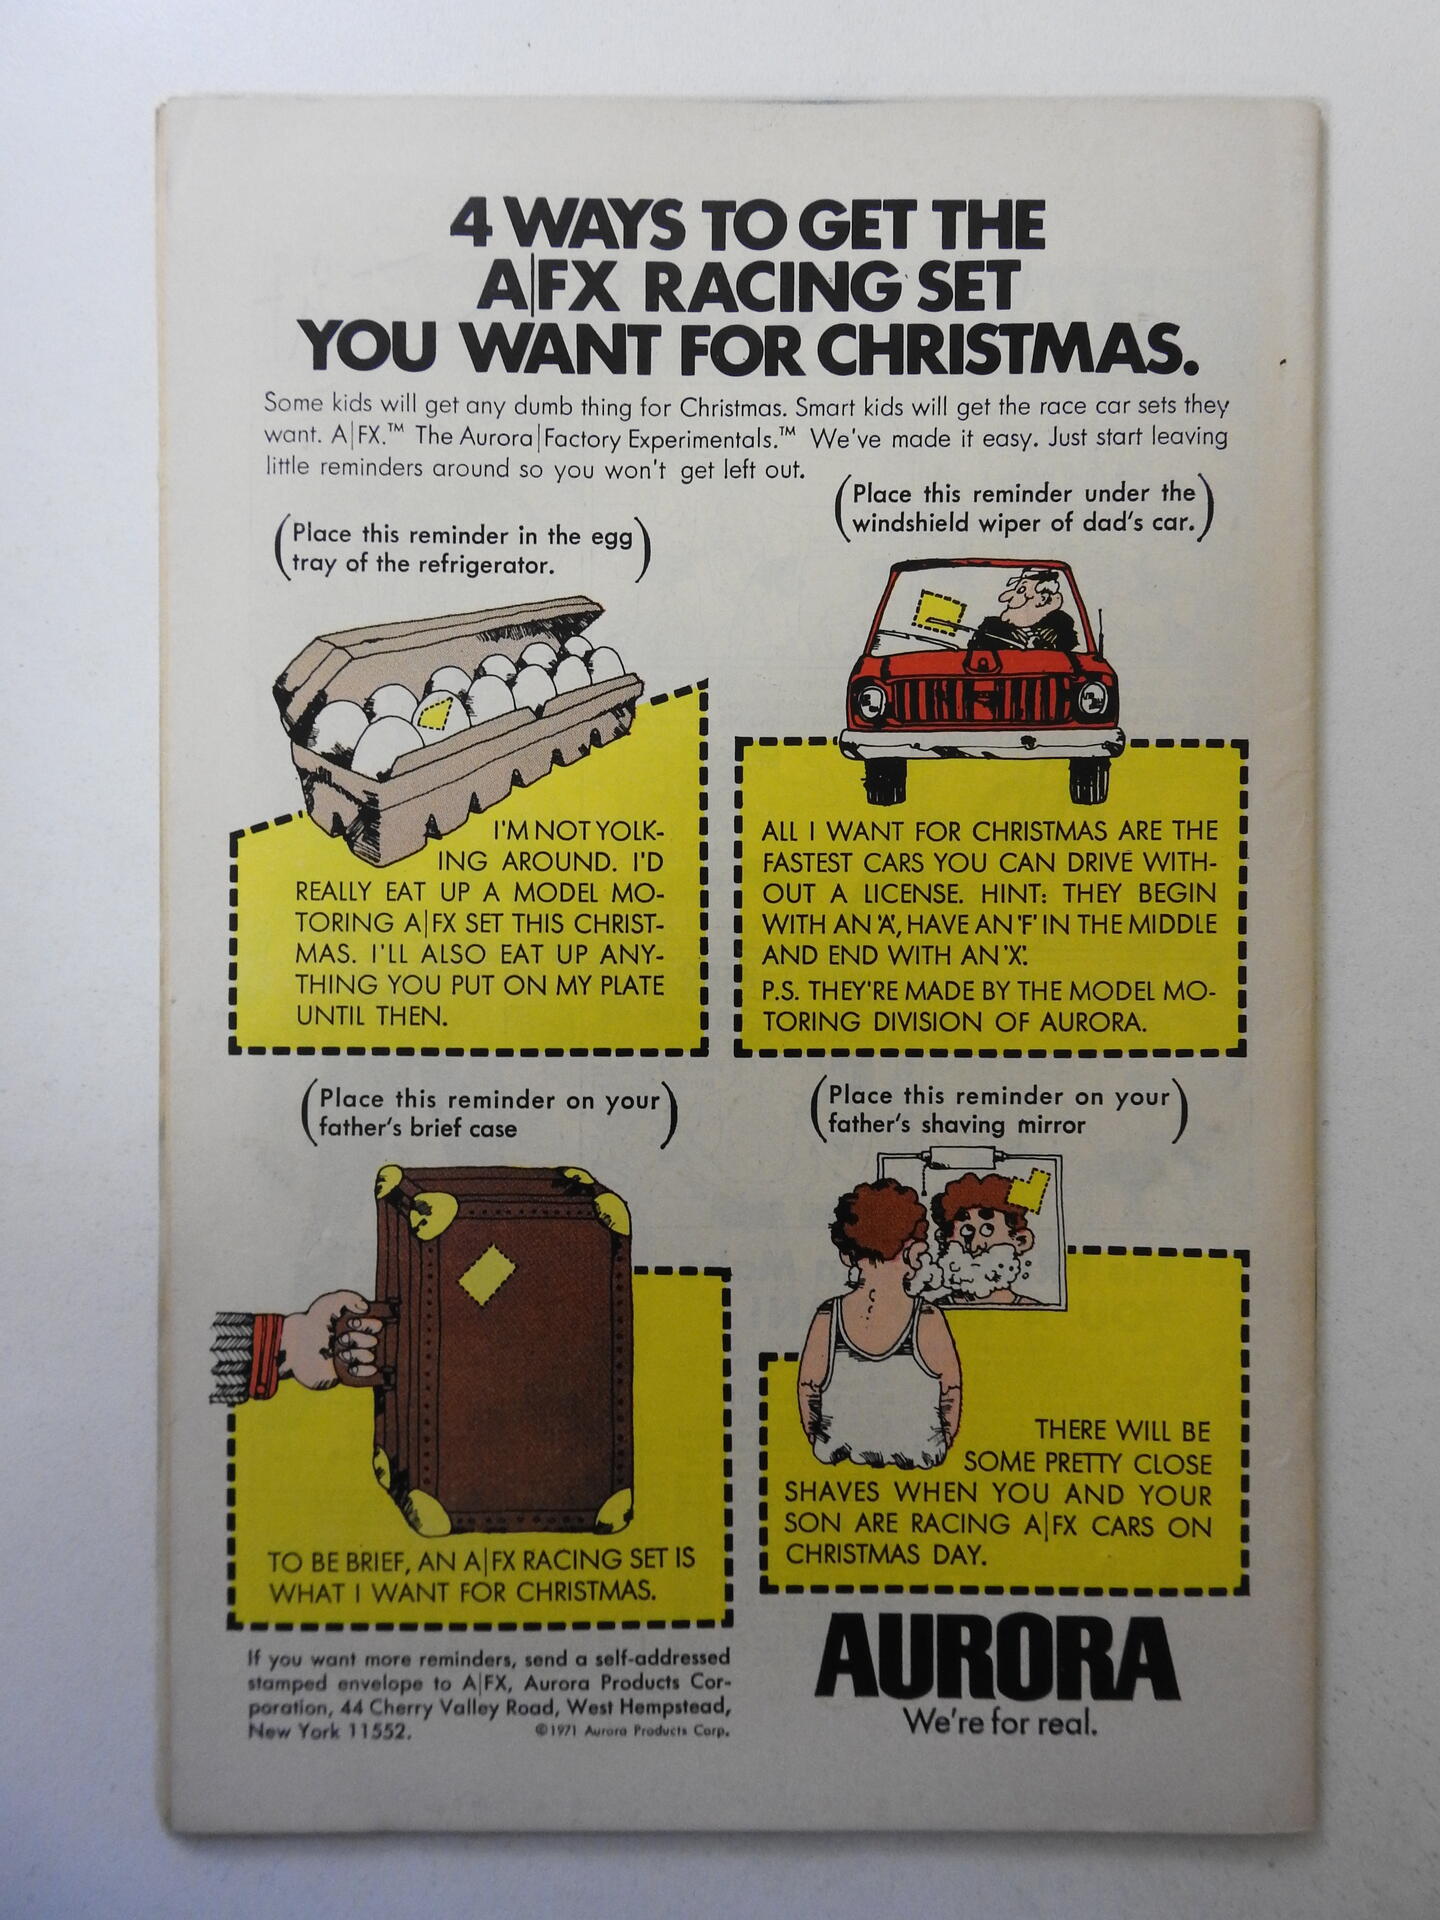 4 WAYS TO GET THE
A|FX RACING SET
YOU WANT FOR CHRISTMAS.
Some kids will get any dumb thing for Christmas. Smart kids will get the race car sets they
want. A|FX.™ The Aurora|Factory Experimentals.™ We've made it easy. Just start leaving
little reminders around so you won't get left out.
(Place this reminder in the egg
tray of the refrigerator.)
(Place this reminder under the
windshield wiper of dad's car.)
I'M NOT YOLK-
ING AROUND. I'D
REALLY EAT UP A MODEL MO-
TORING A|FX SET THIS CHRIST-
MAS. I'LL ALSO EAT UP ANY-
THING YOU PUT ON MY PLATE
UNTIL THEN.
ALL I WANT FOR CHRISTMAS ARE THE
FASTEST CARS YOU CAN DRIVE WITH-
OUT A LICENSE. HINT: THEY BEGIN
WITH AN 'A', HAVE AN 'F' IN THE MIDDLE
AND END WITH AN 'X'.
P.S. THEY'RE MADE BY THE MODEL MO-
TORING DIVISION OF AURORA.
(Place this reminder on your
father's brief case)
(Place this reminder on your
father's shaving mirror)
TO BE BRIEF, AN A|FX RACING SET IS
WHAT I WANT FOR CHRISTMAS.
THERE WILL BE
SOME PRETTY CLOSE
SHAVES WHEN YOU AND YOUR
SON ARE RACING A|FX CARS ON
CHRISTMAS DAY.
If you want more reminders, send a self-addressed
stamped envelope to A|FX, Aurora Products Cor-
poration, 44 Cherry Valley Road, West Hempstead,
New York 11552. ©1971 Aurora Products Corp.
AURORA
We're for real.